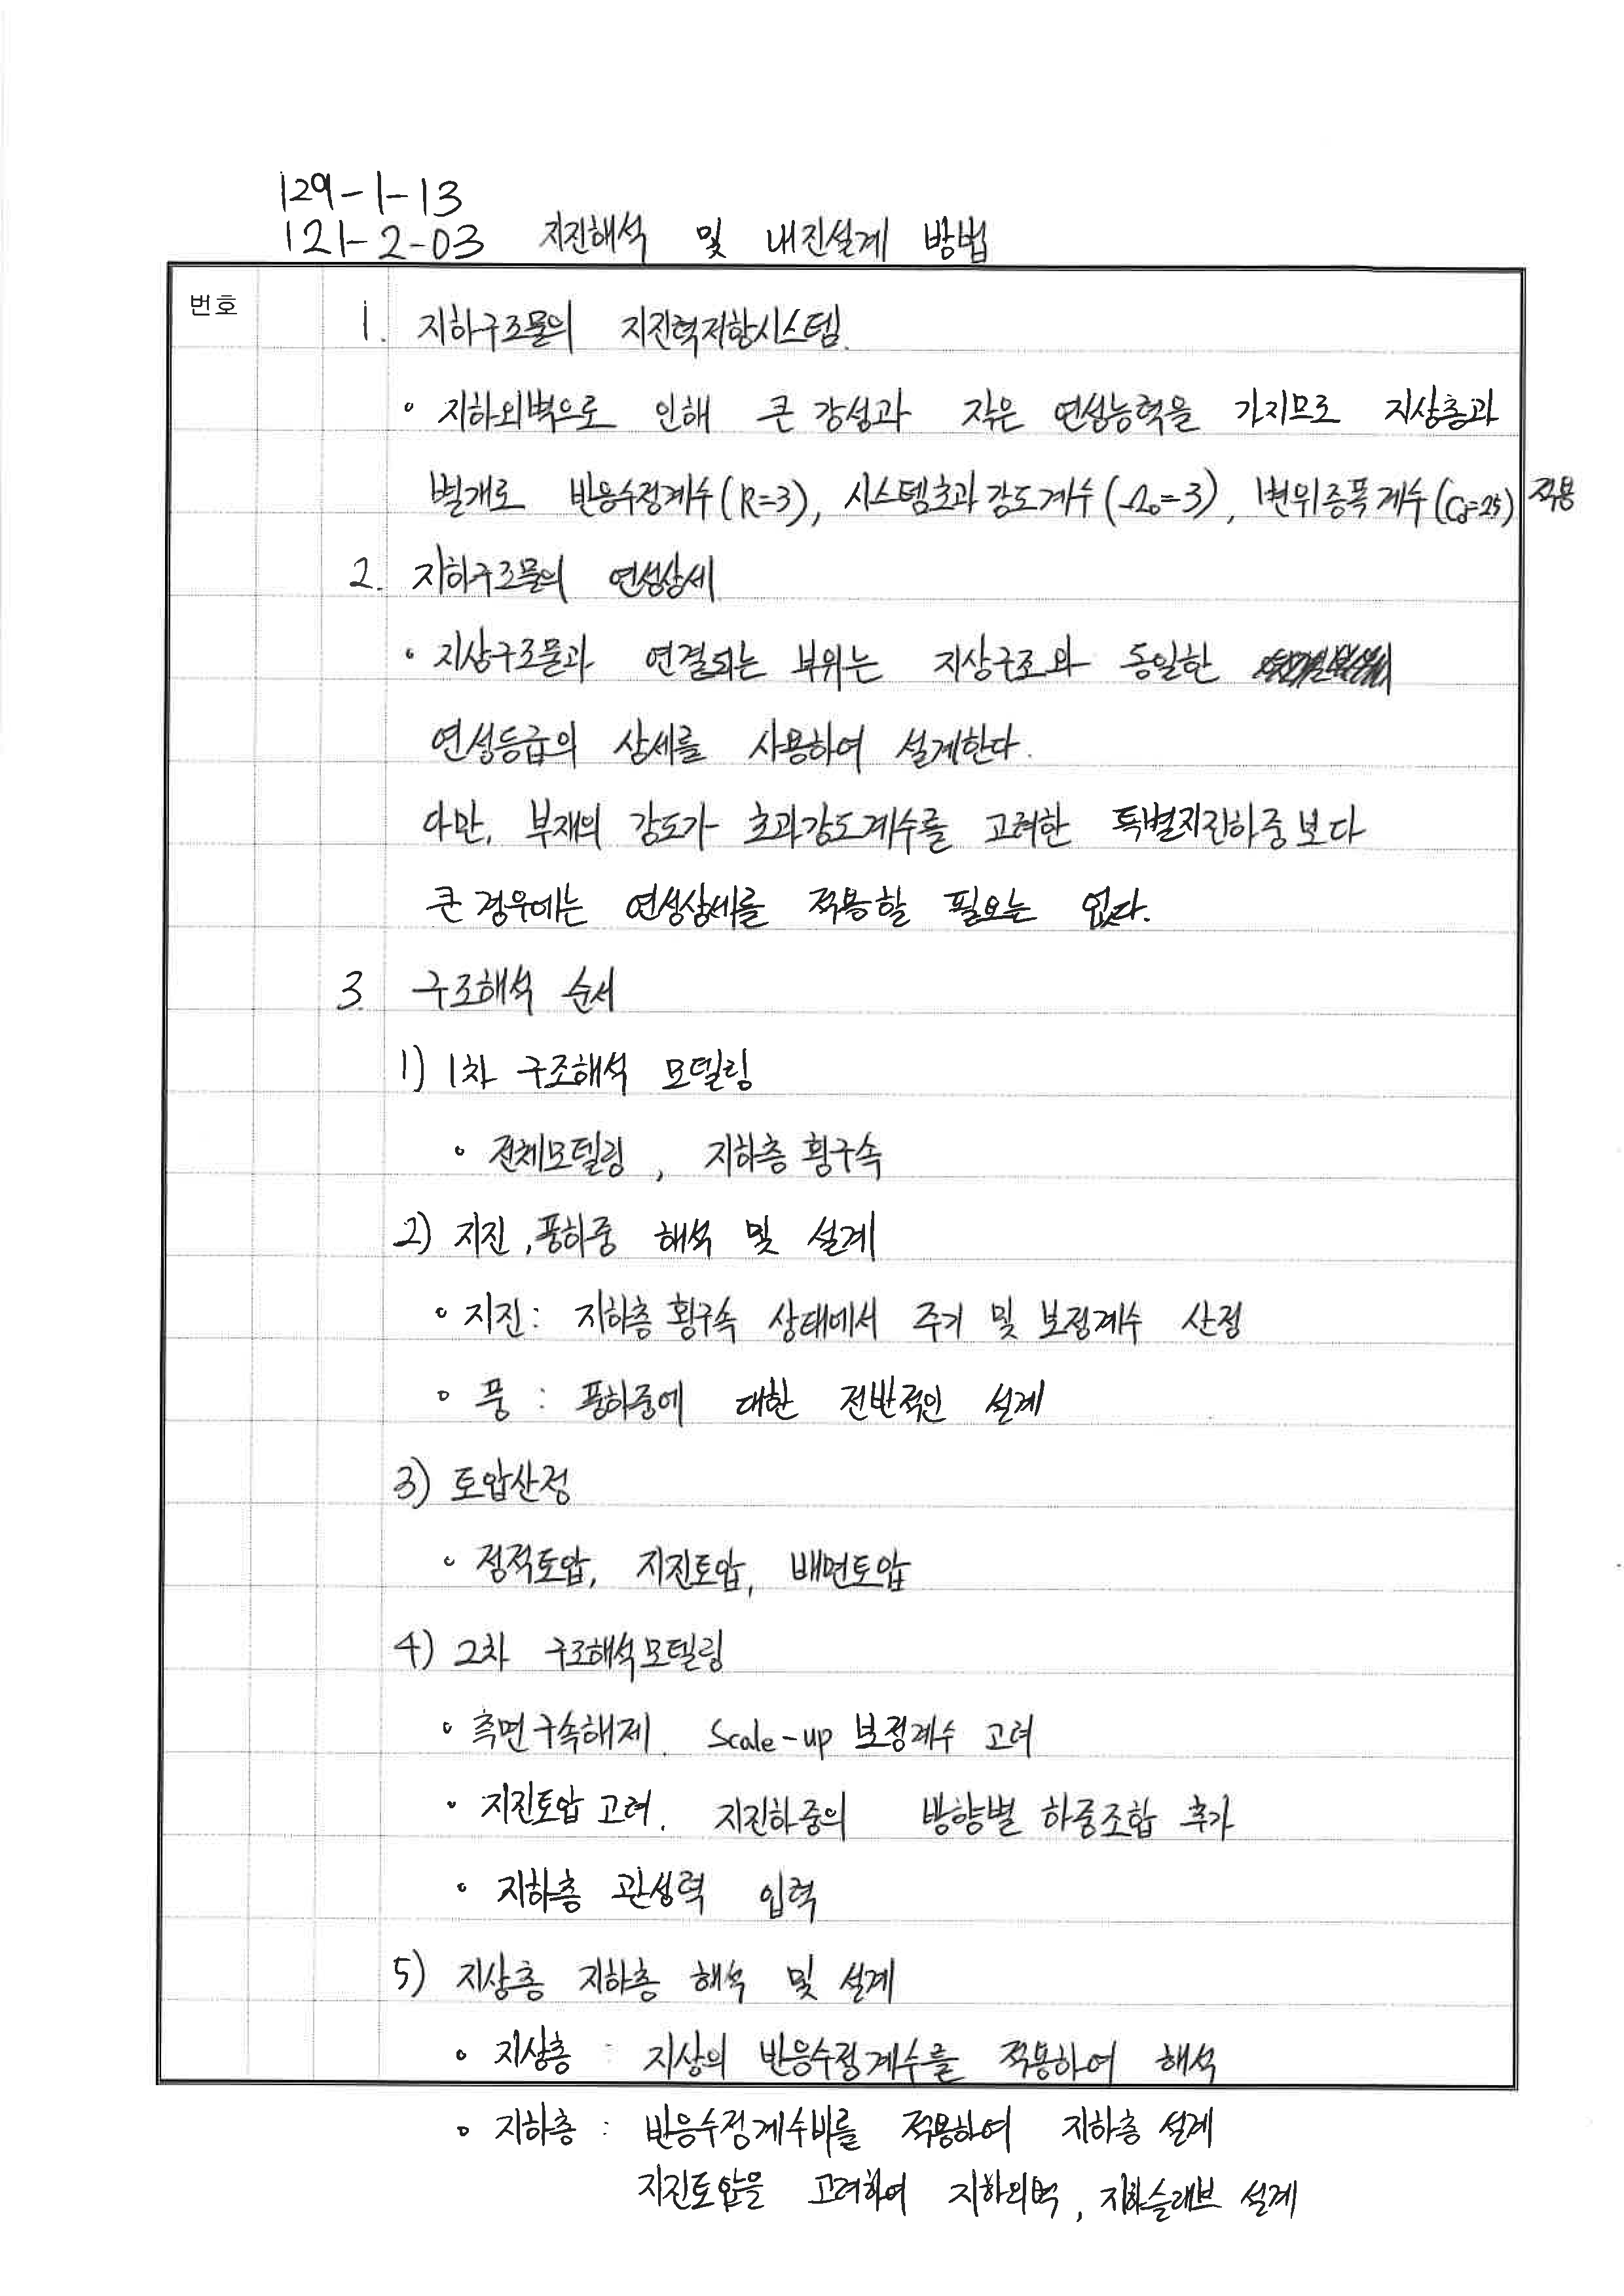 129-1-13
121-2-03 지진해석 및 내진설계 방법
번호
1. 지하구조물의 지진력저항시스템.
• 지하외벽으로 인해 큰 강성과 작은 연성능력을 가지므로 지상층과
별개로 반응수정계수(R=3), 시스템초과강도계수(Ω₀=3), 변위증폭계수(Cd=2.5) 적용
2. 지하구조물의 연성상세
• 지상구조물과 연결되는 부위는 지상구조와 동일한
연성등급의 상세를 사용하여 설계한다.
다만, 부재의 강도가 초과강도계수를 고려한 특별지진하중보다
큰 경우에는 연성상세를 적용할 필요는 없다.
3. 구조해석 순서
1) 1차 구조해석 모델링
• 전체모델링, 지하층 횡구속
2) 지진, 풍하중 해석 및 설계
• 지진: 지하층 횡구속 상태에서 주기 및 보정계수 산정
• 풍 : 풍하중에 대한 전반적인 설계
3) 토압산정
• 정적토압, 지진토압, 배면토압
4) 2차 구조해석모델링
• 측면구속해제. Scale-up 보정계수 고려
• 지진토압 고려. 지진하중의 방향별 하중조합 추가
• 지하층 관성력 입력
5) 지상층 지하층 해석 및 설계
• 지상층 : 지상의 반응수정계수를 적용하여 해석
• 지하층 : 반응수정계수비를 적용하여 지하층 설계
지진토압을 고려하여 지하외벽, 지하슬래브 설계